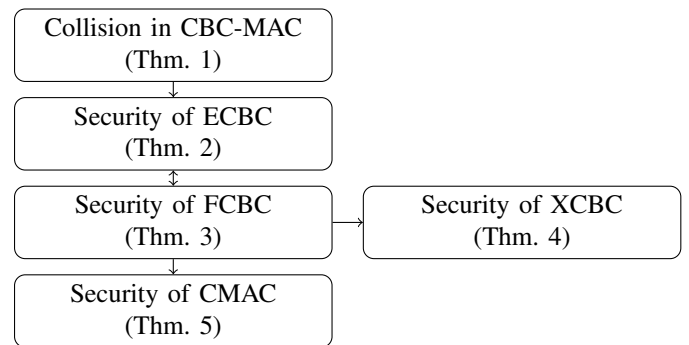 Collision in CBC-MAC
(Thm. 1)
Security of ECBC
(Thm. 2)
Security of FCBC
(Thm. 3)
Security of XCBC
(Thm. 4)
Security of CMAC
(Thm. 5)